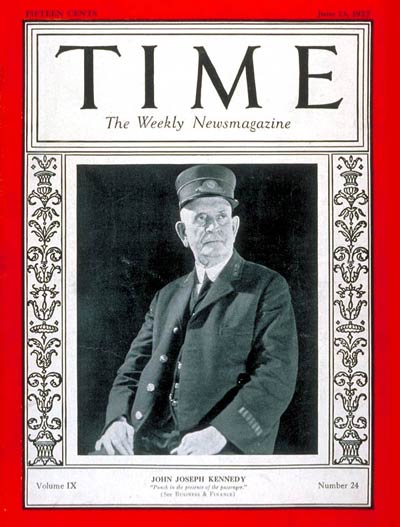 FIFTEEN CENTS June 13, 1927
TIME
The Weekly Newsmagazine
JOHN JOSEPH KENNEDY
"Punch in the presence of the passenger."
(See BUSINESS & FINANCE)
Volume IX Number 24